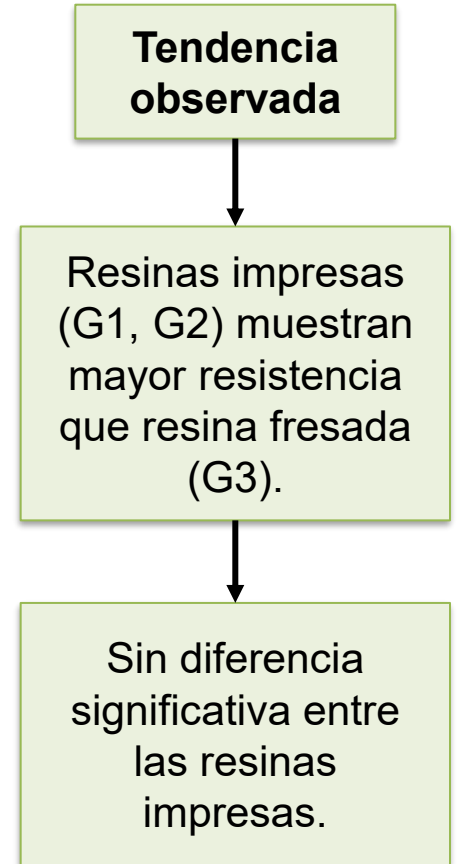 Tendencia
observada
Resinas impresas
(G1, G2) muestran
mayor resistencia
que resina fresada
(G3).
Sin diferencia
significativa entre
las resinas
impresas.